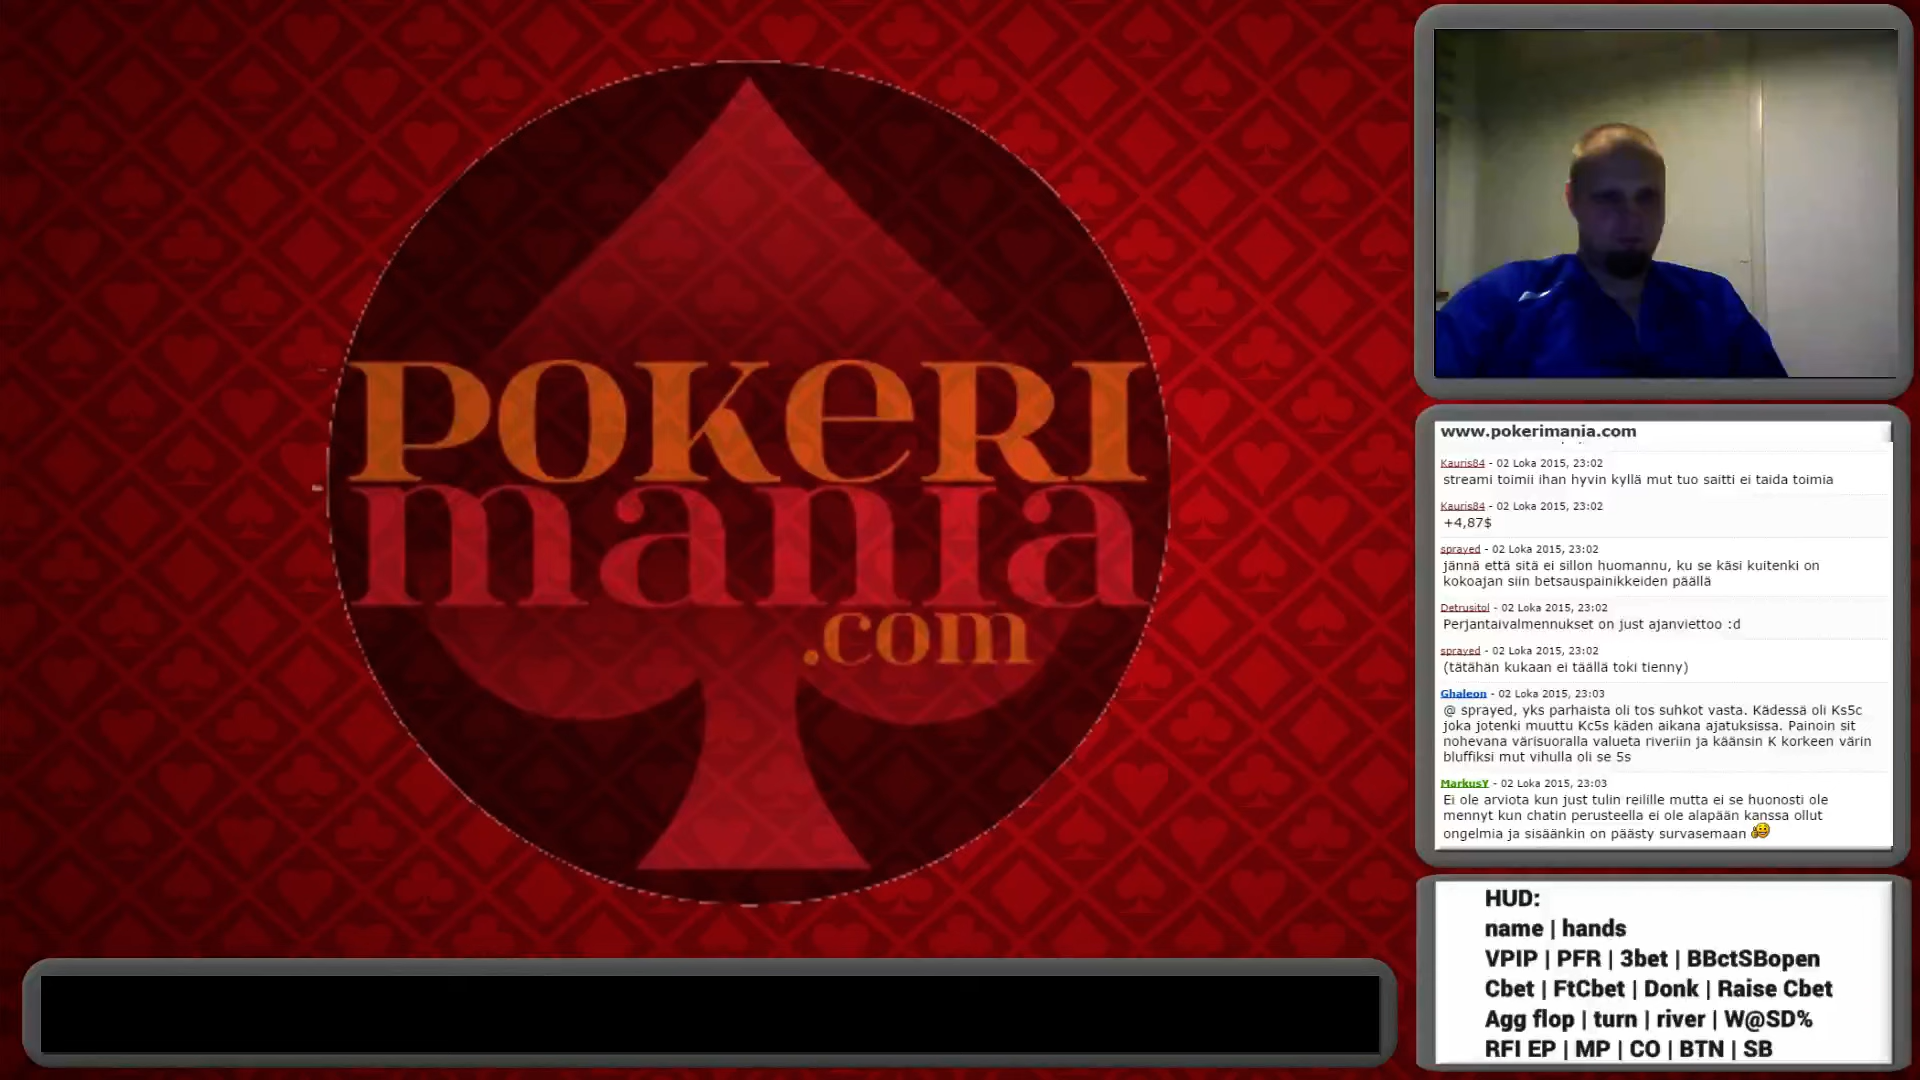 POKERI
mania
.com
www.pokerimania.com
Kauris84 - 02 Loka 2015, 23:02
streami toimii ihan hyvin kyllä mut tuo saitti ei taida toimia
Kauris84 - 02 Loka 2015, 23:02
+4,87$
sprayed - 02 Loka 2015, 23:02
jännä että sitä ei sillon huomannu, ku se käsi kuitenki on
kokoajan siin betsauspainikkeiden päällä
Detrusitol - 02 Loka 2015, 23:02
Perjantaivalmennukset on just ajanviettoo :d
sprayed - 02 Loka 2015, 23:02
(tätähän kukaan ei täällä toki tienny)
Ghaleon - 02 Loka 2015, 23:03
@ sprayed, yks parhaista oli tos suhkot vasta. Kädessä oli Ks5c
joka jotenki muuttu Kc5s käden aikana ajatuksissa. Painoin sit
nohevana värisuoralla valueta riveriin ja käänsin K korkeen värin
bluffiksi mut vihulla oli se 5s
MarkusY - 02 Loka 2015, 23:03
Ei ole arviota kun just tulin reilille mutta ei se huonosti ole
mennyt kun chatin perusteella ei ole alapään kanssa ollut
ongelmia ja sisäänkin on päästy survasemaan
HUD:
name | hands
VPIP | PFR | 3bet | BBctSBopen
Cbet | FtCbet | Donk | Raise Cbet
Agg flop | turn | river | W@SD%
RFI EP | MP | CO | BTN | SB